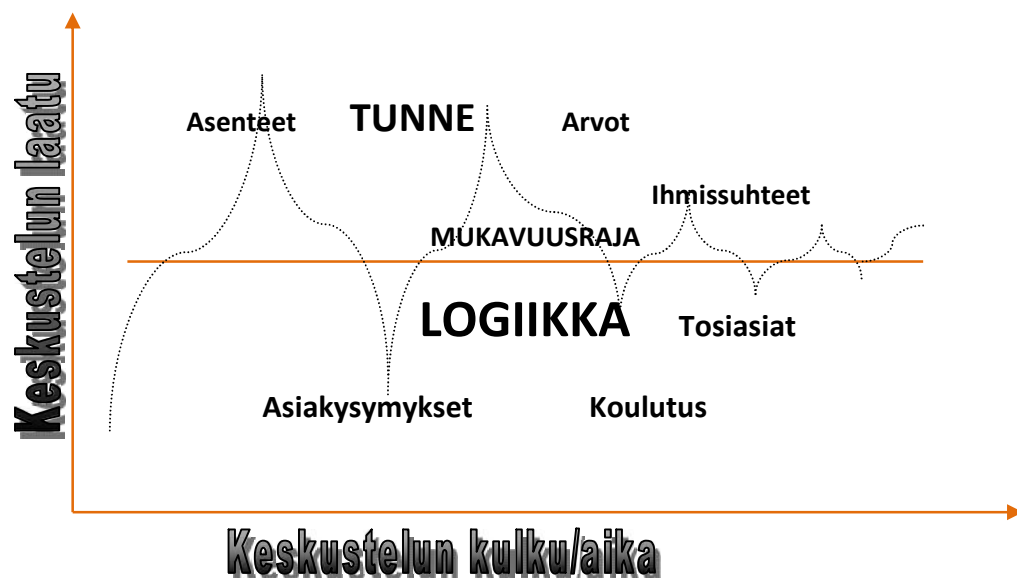 Keskustelun laatu
Asenteet TUNNE Arvot
Ihmissuhteet
MUKAVUUSRAJA
LOGIIKKA Tosiasiat
Asiakysymykset Koulutus
Keskustelun kulku/aika